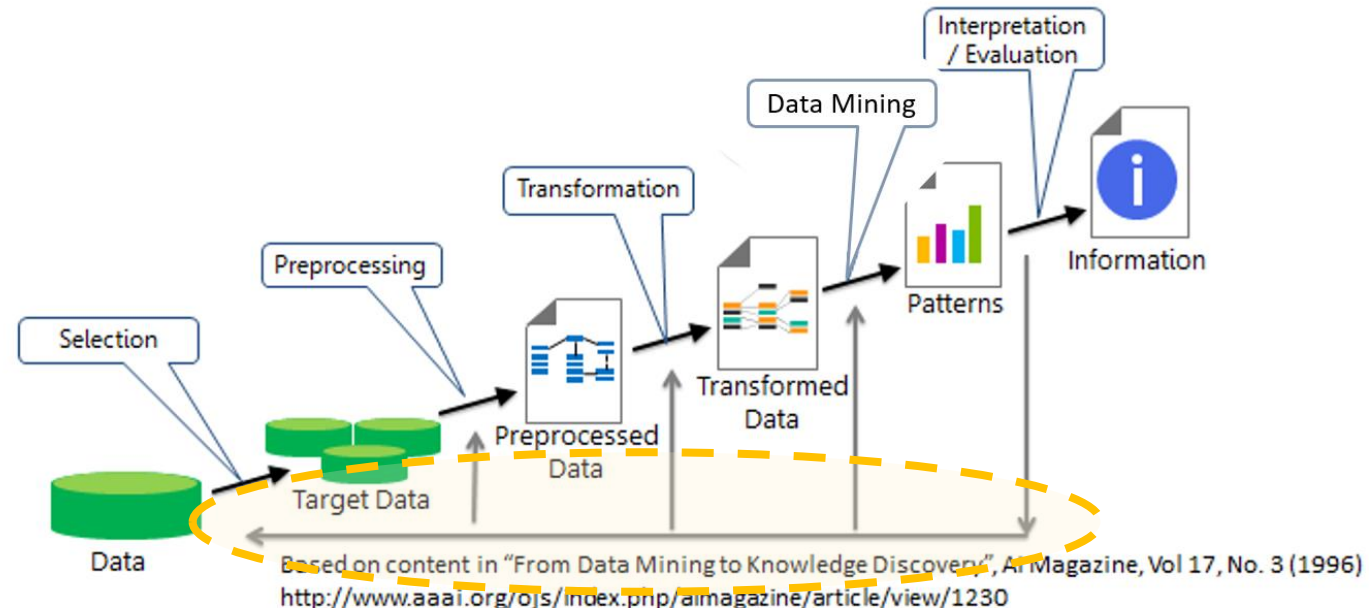 Interpretation
/ Evaluation
Data Mining
Transformation
Preprocessing
Selection
Information
Patterns
Transformed
Data
Preprocessed
Data
Target Data
Data
Based on content in “From Data Mining to Knowledge Discovery”, AI Magazine, Vol 17, No. 3 (1996)
http://www.aaai.org/ojs/index.php/aimagazine/article/view/1230